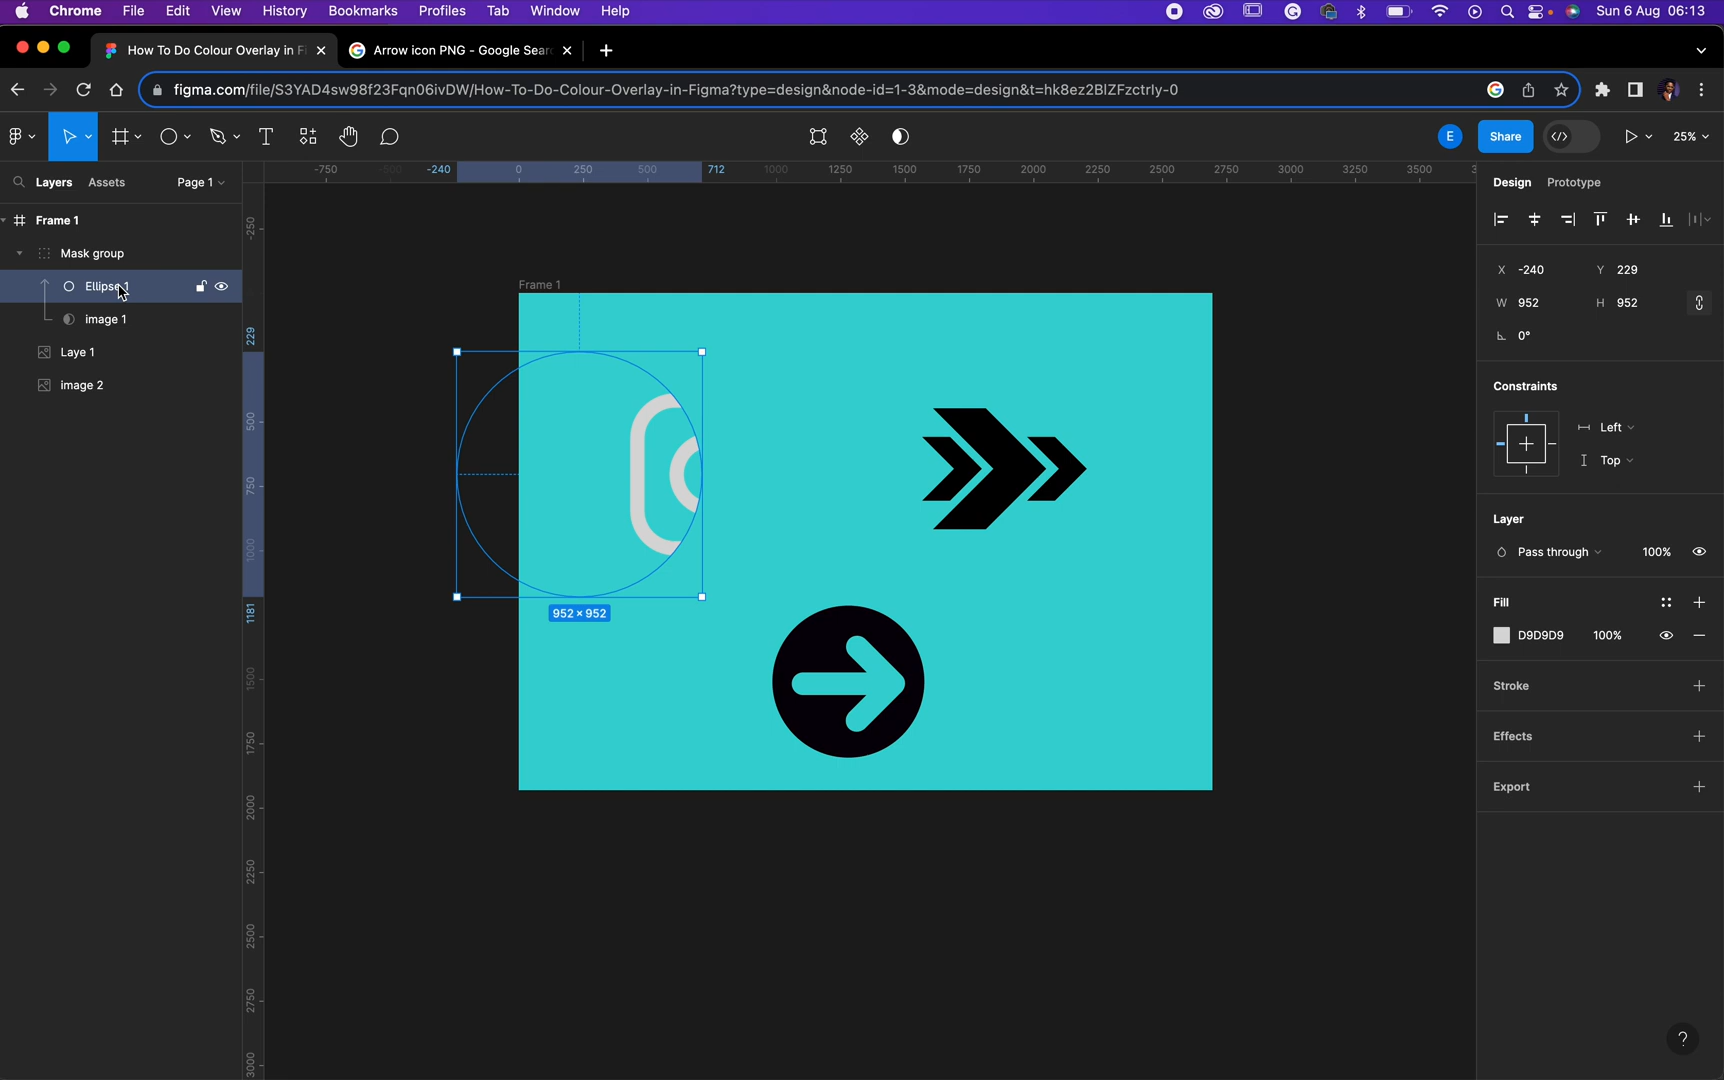 Chrome File Edit View History Bookmarks Profiles Tab Window Help Sun 6 Aug 06:13
How To Do Colour Overlay in Fi Arrow icon PNG - Google Sear
figma.com/file/S3YAD4sw98f23Fqn06ivDW/How-To-Do-Colour-Overlay-in-Figma?type=design&node-id=1-3&mode=design&t=hk8ez2BlZFzctrly-0
E Share 25%
Layers Assets Page 1
-750 -500 -240 0 250 500 712 1000 1250 1500 1750 2000 2250 2500 2750 3000 3250 3500
Design Prototype
Frame 1
Mask group
Ellipse 1
image 1
Laye 1
image 2
-250
229
500
750
1000
1181
1500
1750
2000
2250
2500
2750
3000
Frame 1
952 × 952
X -240 Y 229
W 952 H 952
0°
Constraints
Left
Top
Layer
Pass through 100%
Fill
D9D9D9 100%
Stroke
Effects
Export
?